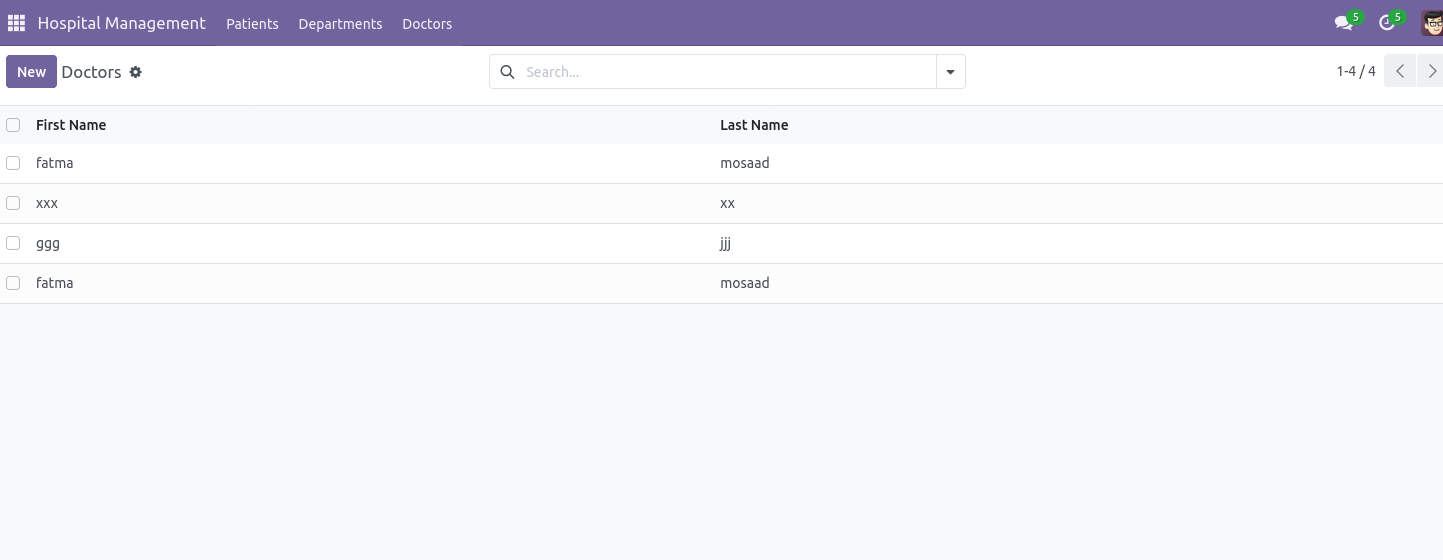 Hospital Management Patients Departments Doctors 5 5
New Doctors Search... 1-4 / 4
First Name Last Name
fatma mosaad
xxx xx
ggg jjj
fatma mosaad